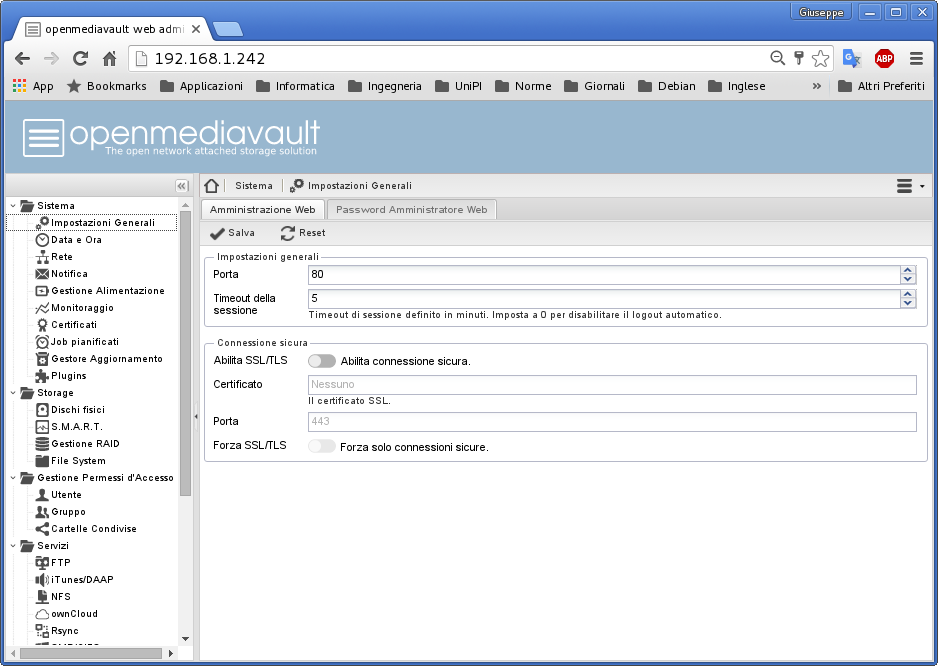 Giuseppe
openmediavault web admi
192.168.1.242
ABP
App Bookmarks Applicazioni Informatica Ingegneria UniPI Norme Giornali Debian Inglese » Altri Preferiti
openmediavault
The open network attached storage solution
Sistema Impostazioni Generali
Amministrazione Web Password Amministratore Web
Salva Reset
Sistema
Impostazioni Generali
Data e Ora
Rete
Notifica
Gestione Alimentazione
Monitoraggio
Certificati
Job pianificati
Gestore Aggiornamento
Plugins
Storage
Dischi fisici
S.M.A.R.T.
Gestione RAID
File System
Gestione Permessi d'Accesso
Utente
Gruppo
Cartelle Condivise
Servizi
FTP
iTunes/DAAP
NFS
ownCloud
Rsync
Impostazioni generali
Porta 80
Timeout della sessione 5
Timeout di sessione definito in minuti. Imposta a 0 per disabilitare il logout automatico.
Connessione sicura
Abilita SSL/TLS Abilita connessione sicura.
Certificato Nessuno
Il certificato SSL.
Porta 443
Forza SSL/TLS Forza solo connessioni sicure.